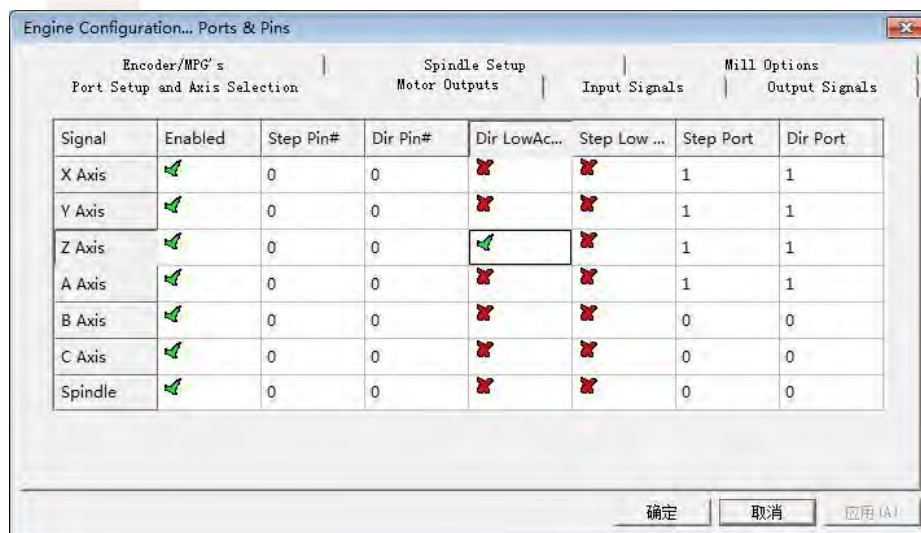 Engine Configuration... Ports & Pins
Encoder/MPG's Spindle Setup Mill Options
Port Setup and Axis Selection Motor Outputs Input Signals Output Signals
Signal Enabled Step Pin# Dir Pin# Dir LowAc... Step Low ... Step Port Dir Port
X Axis 0 0 1 1
Y Axis 0 0 1 1
Z Axis 0 0 1 1
A Axis 0 0 1 1
B Axis 0 0 0 0
C Axis 0 0 0 0
Spindle 0 0 0 0
确定 取消 应用(A)